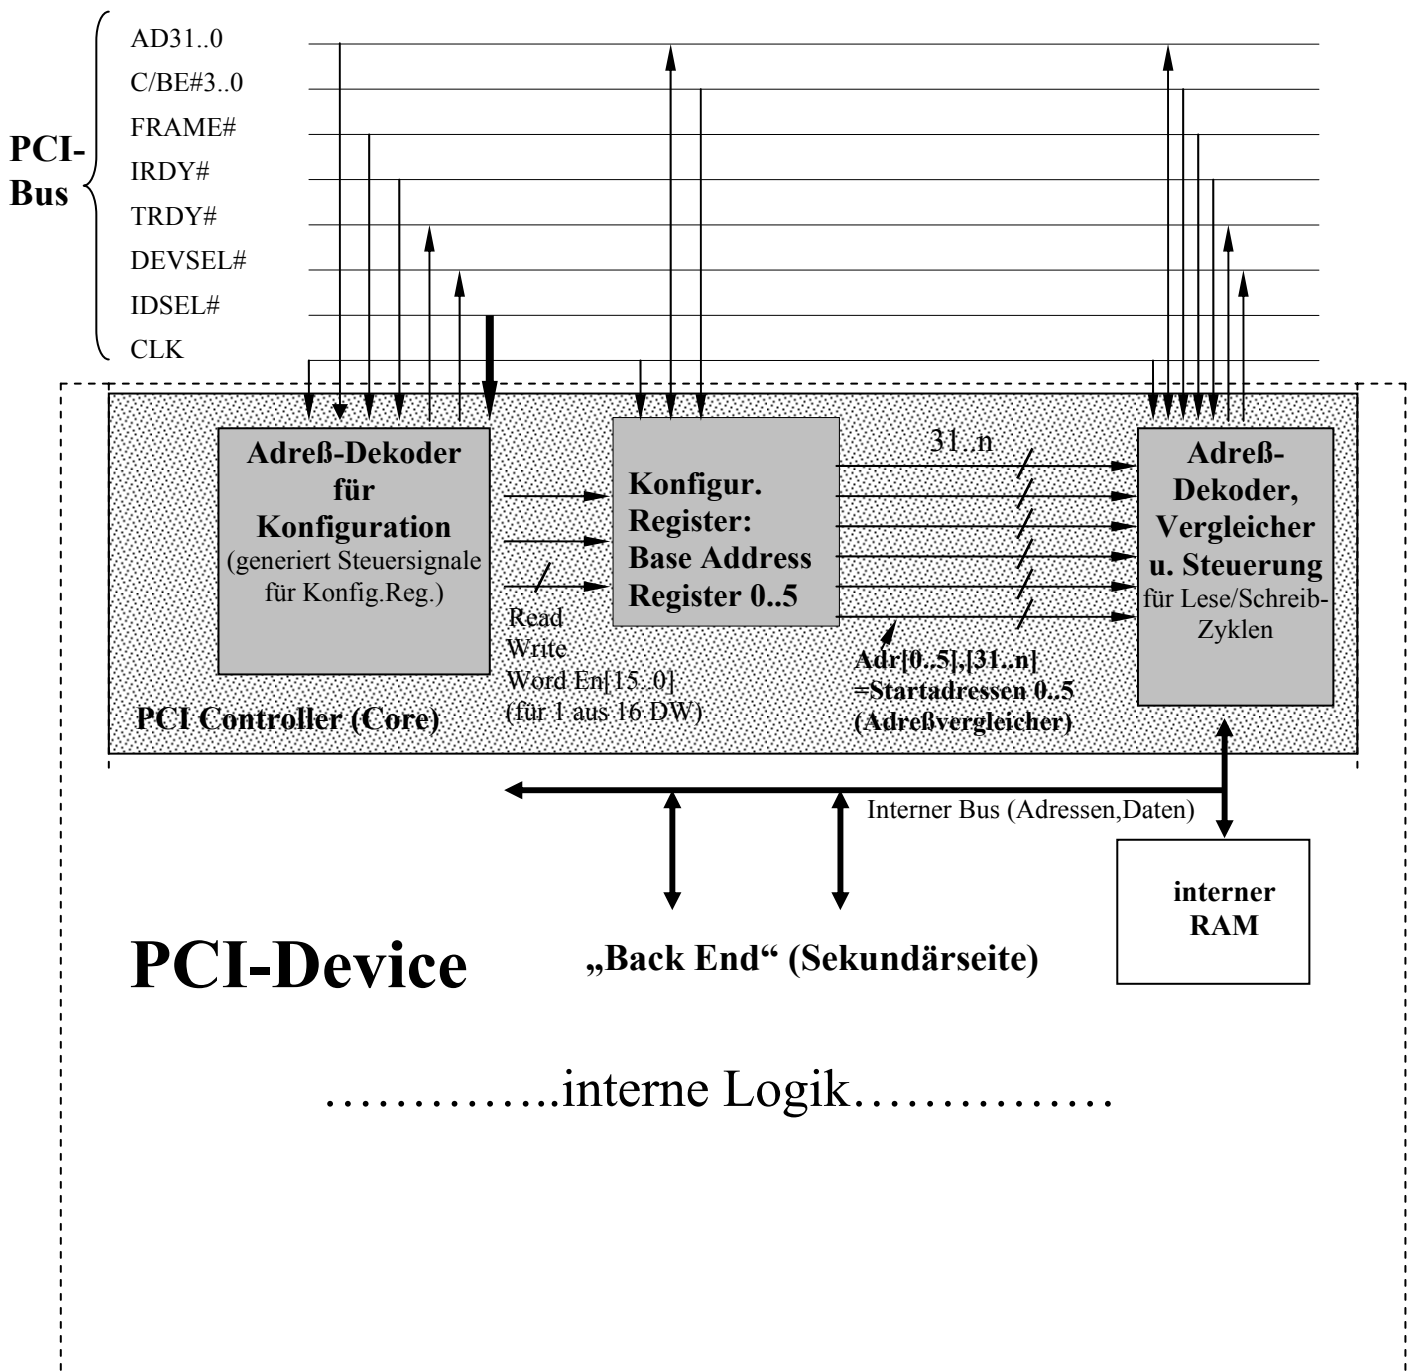 AD31..0
C/BE#3..0
FRAME#
IRDY#
TRDY#
DEVSEL#
IDSEL#
CLK
PCI-
Bus
Adreß-Dekoder
für
Konfiguration
(generiert Steuersignale
für Konfig.Reg.)
Read
Write
Word En[15..0]
(für 1 aus 16 DW)
Konfigur.
Register:
Base Address
Register 0..5
31..n
Adr[0..5],[31..n]
=Startadressen 0..5
(Adreßvergleicher)
Adreß-
Dekoder,
Vergleicher
u. Steuerung
für Lese/Schreib-
Zyklen
PCI Controller (Core)
Interner Bus (Adressen,Daten)
interner
RAM
PCI-Device
„Back End“ (Sekundärseite)
…………..interne Logik……………